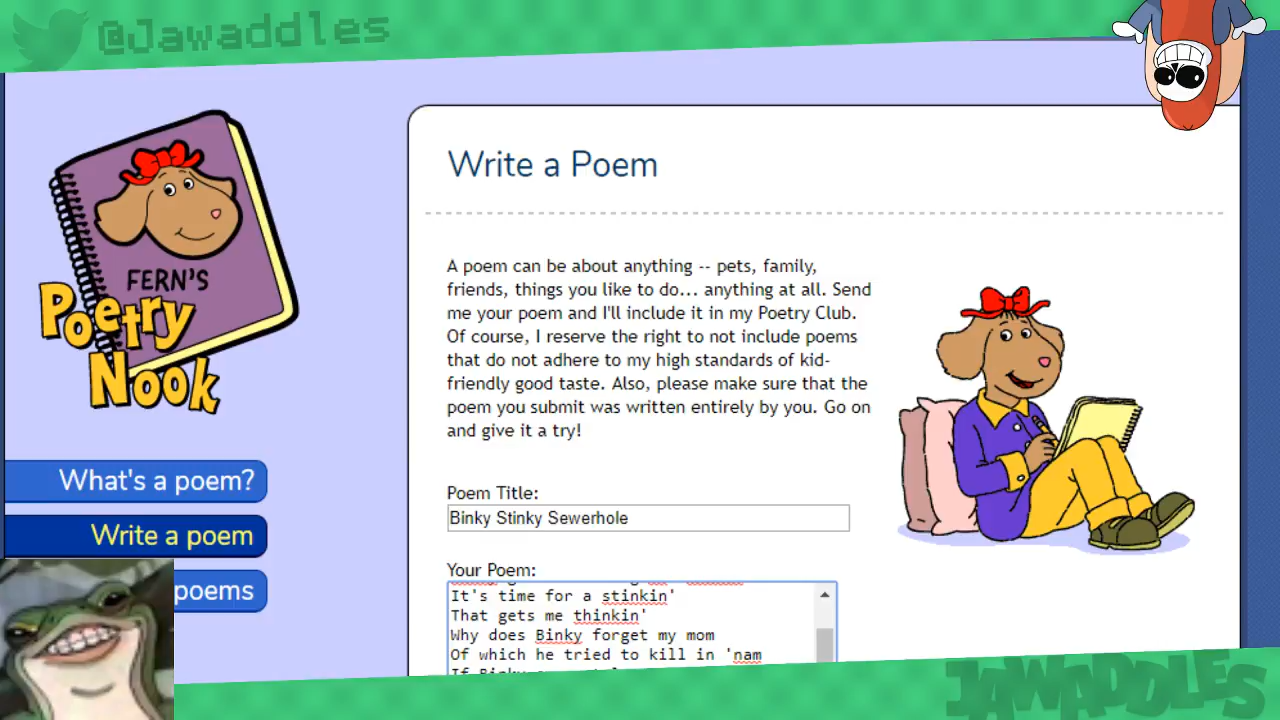 @Jawaddles
FERN'S
Poetry
Nook
What's a poem?
Write a poem
poems
Write a Poem
A poem can be about anything -- pets, family,
friends, things you like to do... anything at all. Send
me your poem and I'll include it in my Poetry Club.
Of course, I reserve the right to not include poems
that do not adhere to my high standards of kid-
friendly good taste. Also, please make sure that the
poem you submit was written entirely by you. Go on
and give it a try!
Poem Title:
Binky Stinky Sewerhole
Your Poem:
It's time for a stinkin'
That gets me thinkin'
Why does Binky forget my mom
Of which he tried to kill in 'nam
If Binky
JAWADDLES